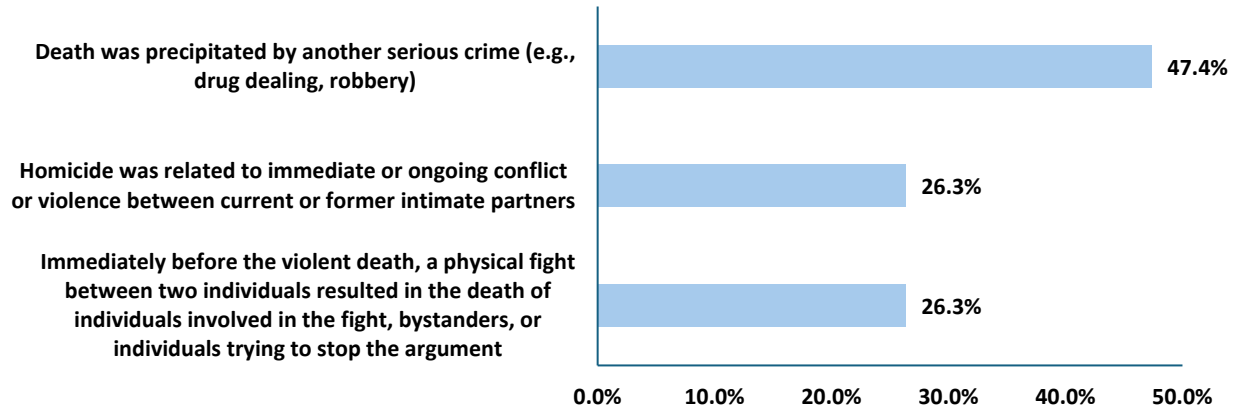 Death was precipitated by another serious crime (e.g.,
drug dealing, robbery)
47.4%
Homicide was related to immediate or ongoing conflict
or violence between current or former intimate partners
26.3%
Immediately before the violent death, a physical fight
between two individuals resulted in the death of
individuals involved in the fight, bystanders, or
individuals trying to stop the argument
26.3%
0.0% 10.0% 20.0% 30.0% 40.0% 50.0%